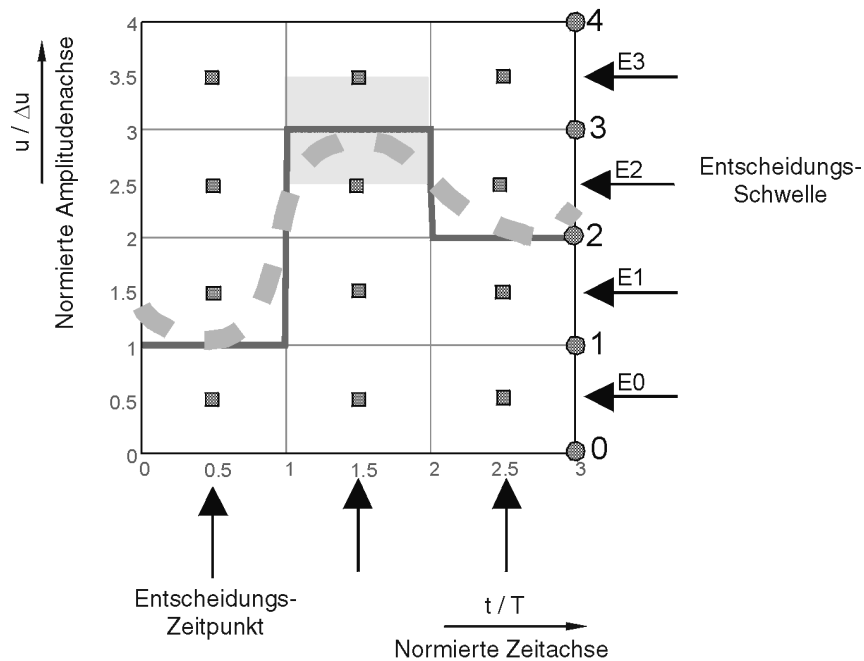 u / Δu
Normierte Amplitudenachse
4
3.5
3
2.5
2
1.5
1
0.5
0
0
0.5
1
1.5
2
2.5
3
4
3
2
1
0
E3
E2
E1
E0
Entscheidungs-
Schwelle
Entscheidungs-
Zeitpunkt
t / T
Normierte Zeitachse